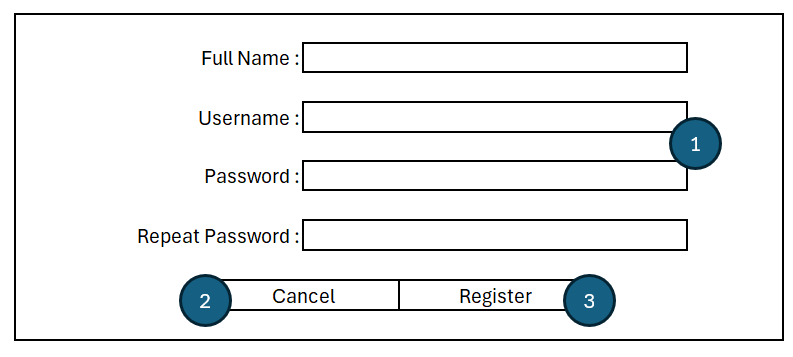 Full Name :
Username :
1
Password :
Repeat Password :
2 Cancel Register 3